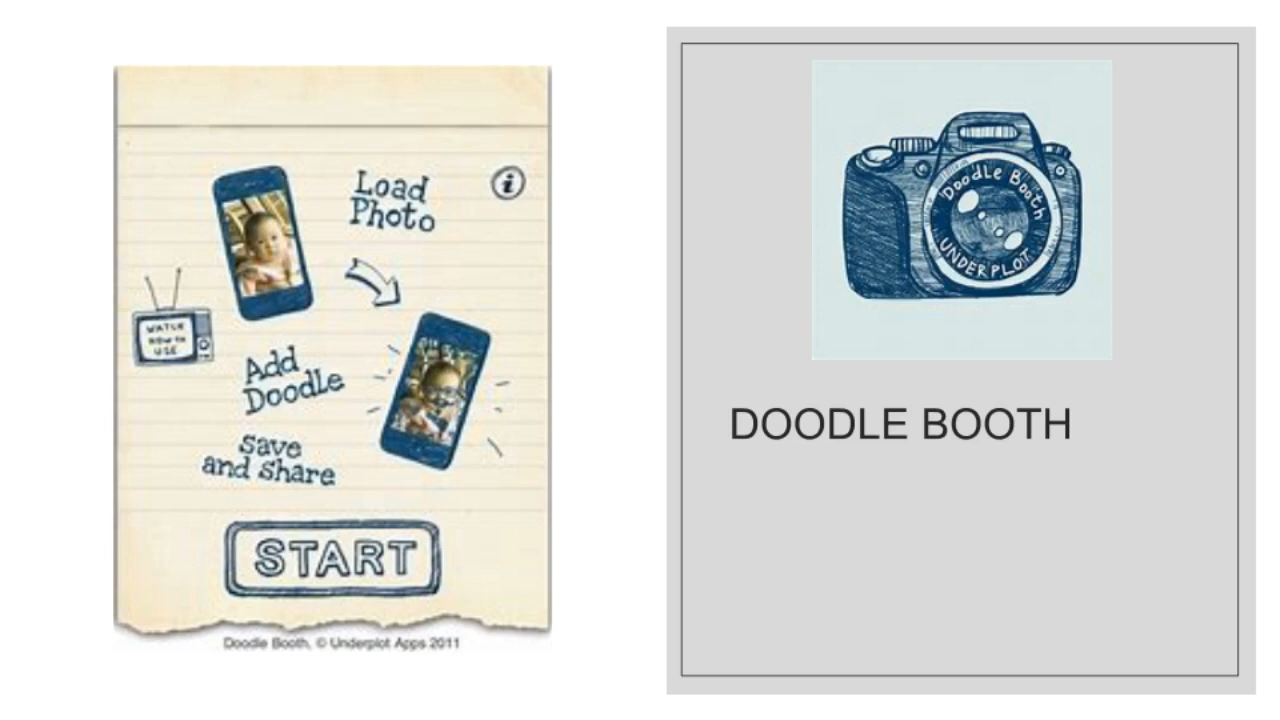 Load
Photo
i
WATCH
HOW TO
USE
Add
Doodle
save
and share
START
Doodle Booth, © Underplot Apps 2011
Doodle Booth
UNDERPLOT
DOODLE BOOTH